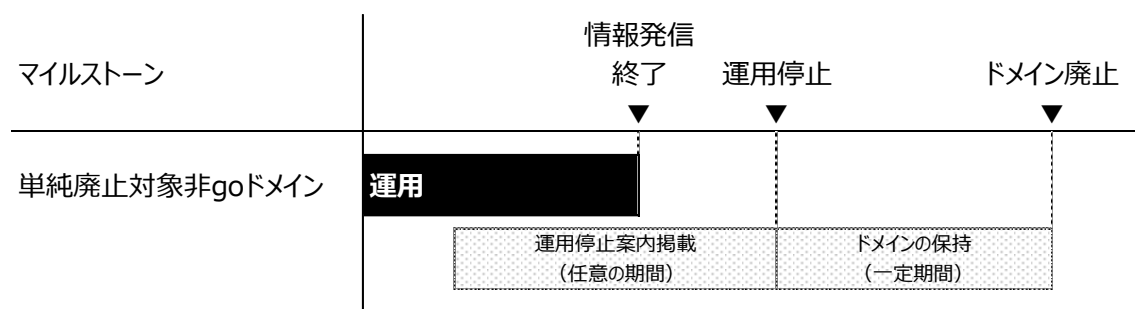 マイルストーン
情報発信
終了
運用停止
ドメイン廃止
▼
▼
▼
単純廃止対象非goドメイン
運用
運用停止案内掲載
（任意の期間）
ドメインの保持
（一定期間）